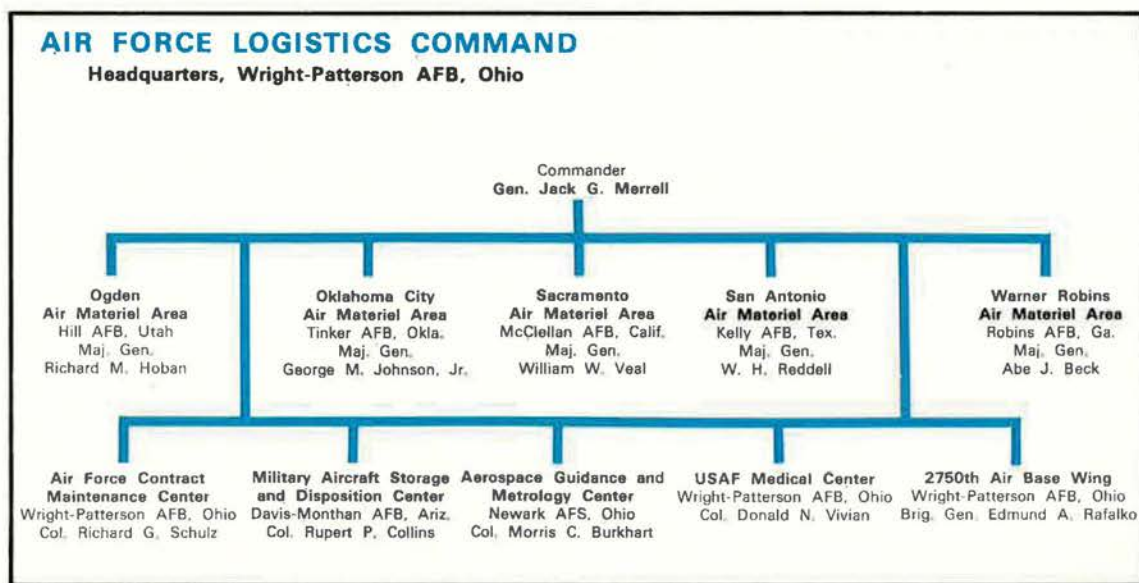 AIR FORCE LOGISTICS COMMAND
Headquarters, Wright-Patterson AFB, Ohio
Commander
Gen. Jack G. Merrell
Ogden
Air Materiel Area
Hill AFB, Utah
Maj. Gen.
Richard M. Hoban
Oklahoma City
Air Materiel Area
Tinker AFB, Okla.
Maj. Gen.
George M. Johnson, Jr.
Sacramento
Air Materiel Area
McClellan AFB, Calif.
Maj. Gen.
William W. Veal
San Antonio
Air Materiel Area
Kelly AFB, Tex.
Maj. Gen.
W. H. Reddell
Warner Robins
Air Materiel Area
Robins AFB, Ga.
Maj. Gen.
Abe J. Beck
Air Force Contract
Maintenance Center
Wright-Patterson AFB, Ohio
Col. Richard G. Schulz
Military Aircraft Storage
and Disposition Center
Davis-Monthan AFB, Ariz.
Col. Rupert P. Collins
Aerospace Guidance and
Metrology Center
Newark AFS, Ohio
Col. Morris C. Burkhart
USAF Medical Center
Wright-Patterson AFB, Ohio
Col. Donald N. Vivian
2750th Air Base Wing
Wright-Patterson AFB, Ohio
Brig. Gen. Edmund A. Rafalko